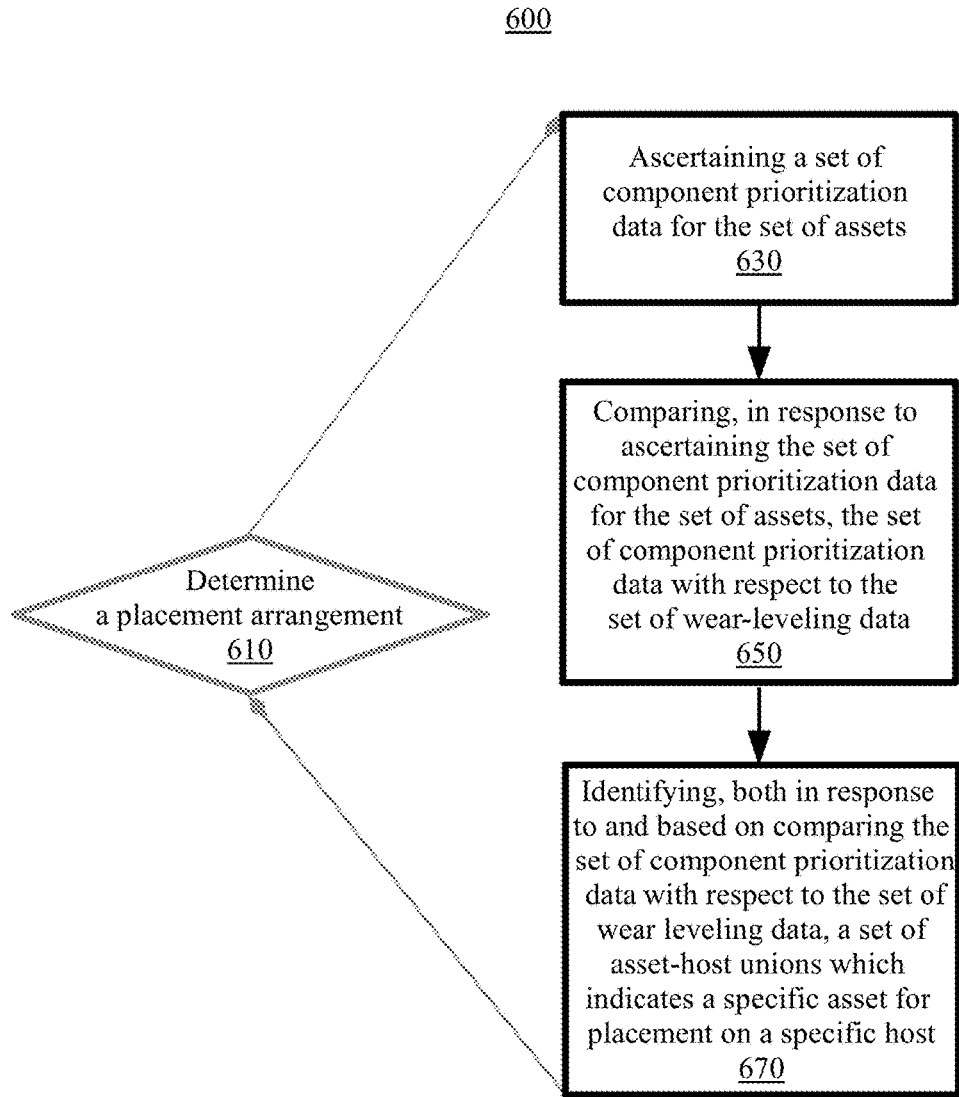 600
Ascertaining a set of
component prioritization
data for the set of assets
630
Comparing, in response to
ascertaining the set of
component prioritization data
for the set of assets, the set
of component prioritization
data with respect to the
set of wear-leveling data
650
Determine
a placement arrangement
610
Identifying, both in response
to and based on comparing the
set of component prioritization
data with respect to the set of
wear leveling data, a set of
asset-host unions which
indicates a specific asset for
placement on a specific host
670